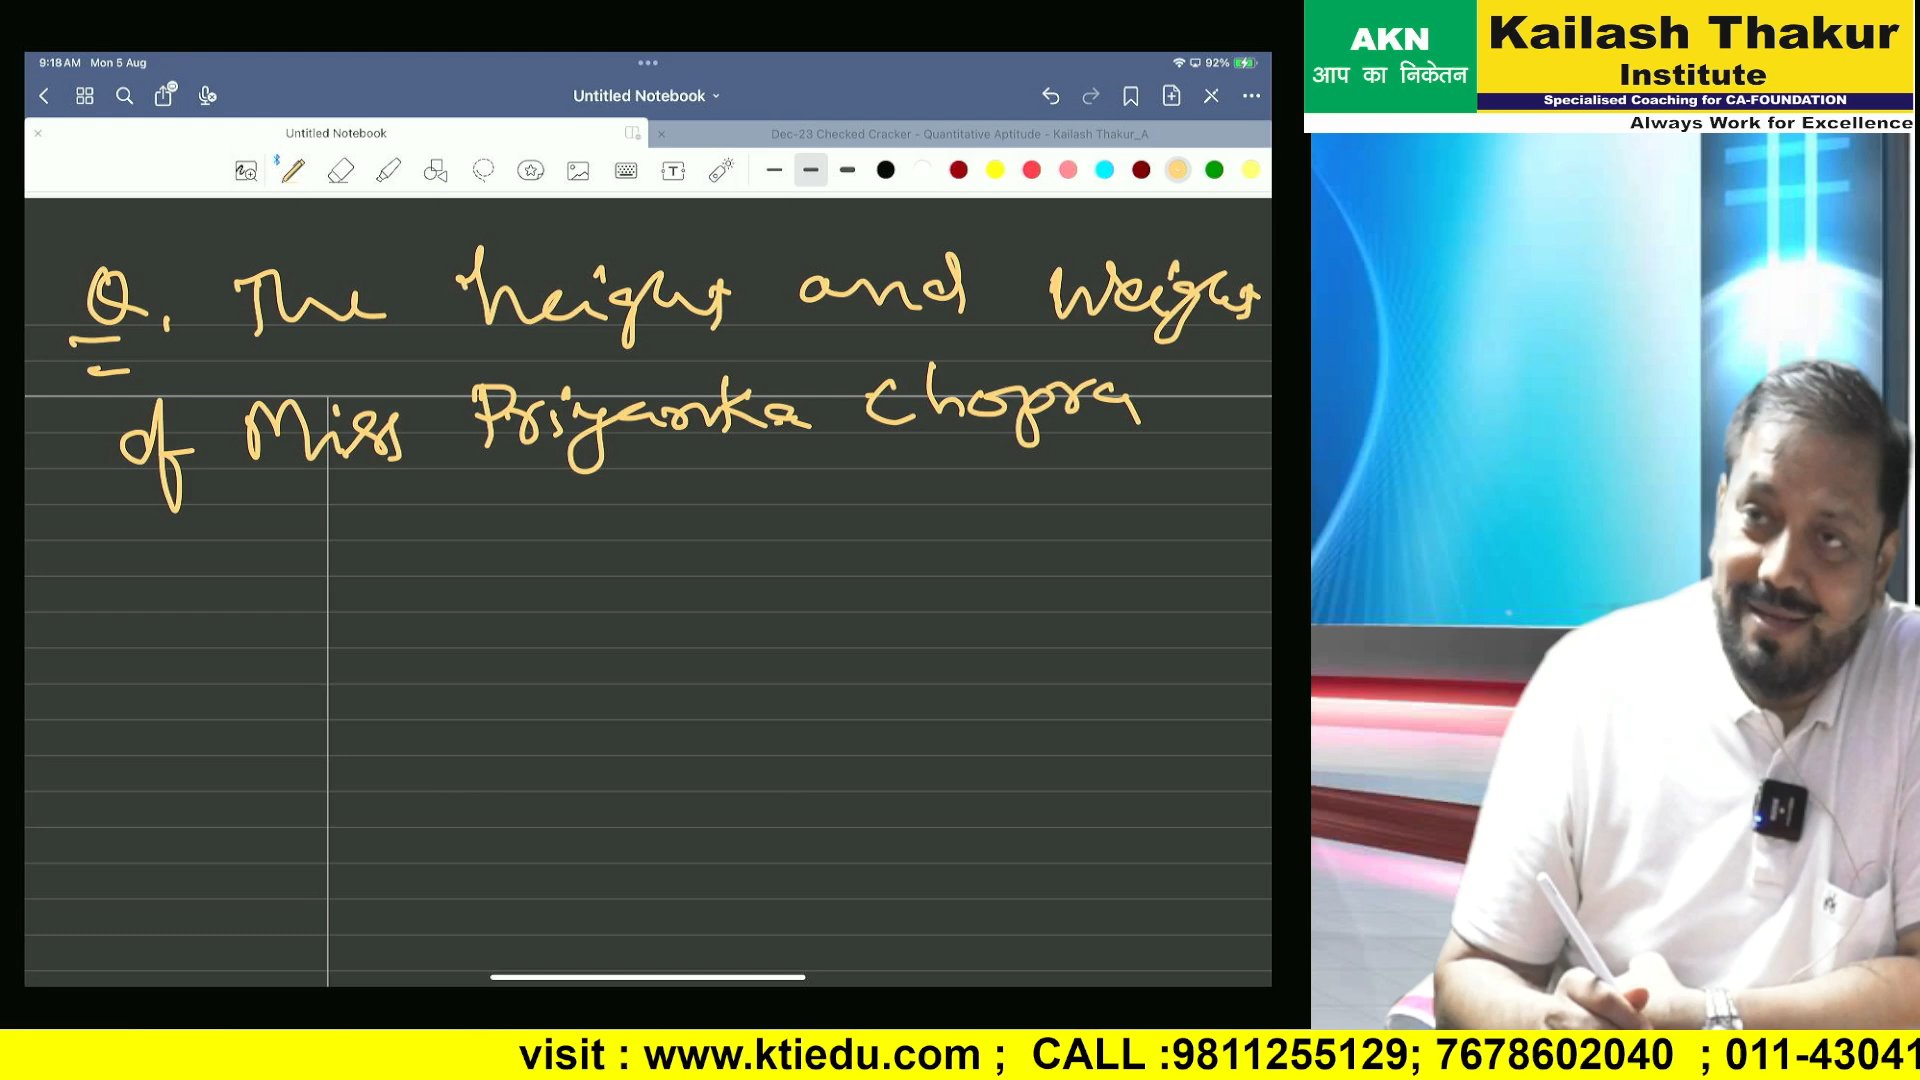 AKN
आप का निकेतन
Kailash Thakur
Institute
Specialised Coaching for CA-FOUNDATION
Always Work for Excellence
9:18 AM Mon 5 Aug
92%
Untitled Notebook
Untitled Notebook
Dec-23 Checked Cracker - Quantitative Aptitude - Kailash Thakur_A
T
Q. The height and Weight
of Miss Priyanka Chopra
visit : www.ktiedu.com ; CALL :9811255129; 7678602040 ; 011-43041